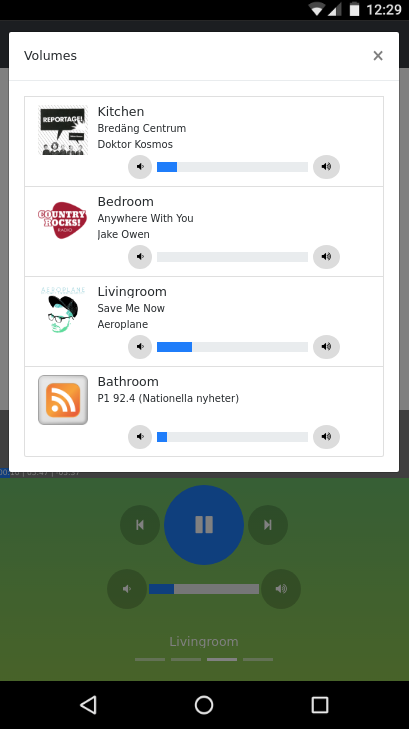 12:29
Volumes
×
REPORTAGE!
Kitchen
Bredäng Centrum
Doktor Kosmos
COUNTRY
ROCKS!
RADIO
Bedroom
Anywhere With You
Jake Owen
AEROPLANE
Livingroom
Save Me Now
Aeroplane
Bathroom
P1 92.4 (Nationella nyheter)
Livingroom